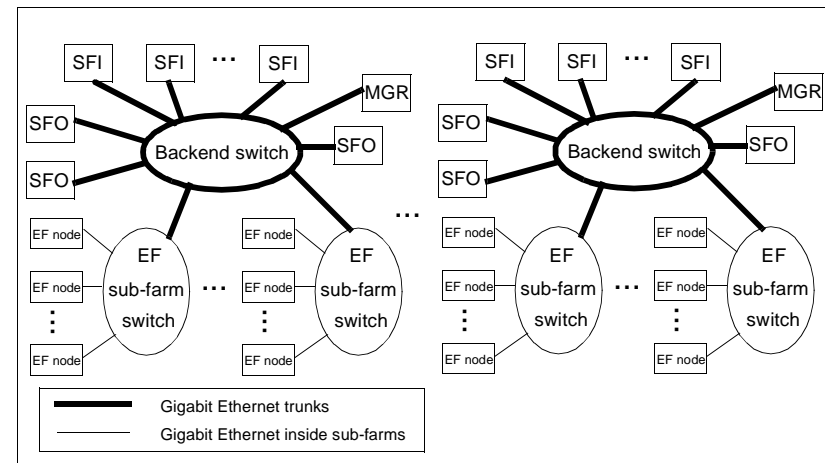 SFI SFI ... SFI
MGR
SFO
Backend switch
SFO
SFO
EF node
EF node
EF node
EF
sub-farm
switch
...
EF node
EF node
EF node
EF
sub-farm
switch
...
SFI SFI ... SFI
MGR
SFO
Backend switch
SFO
SFO
EF node
EF node
EF node
EF
sub-farm
switch
...
EF node
EF node
EF node
EF
sub-farm
switch
Gigabit Ethernet trunks
Gigabit Ethernet inside sub-farms